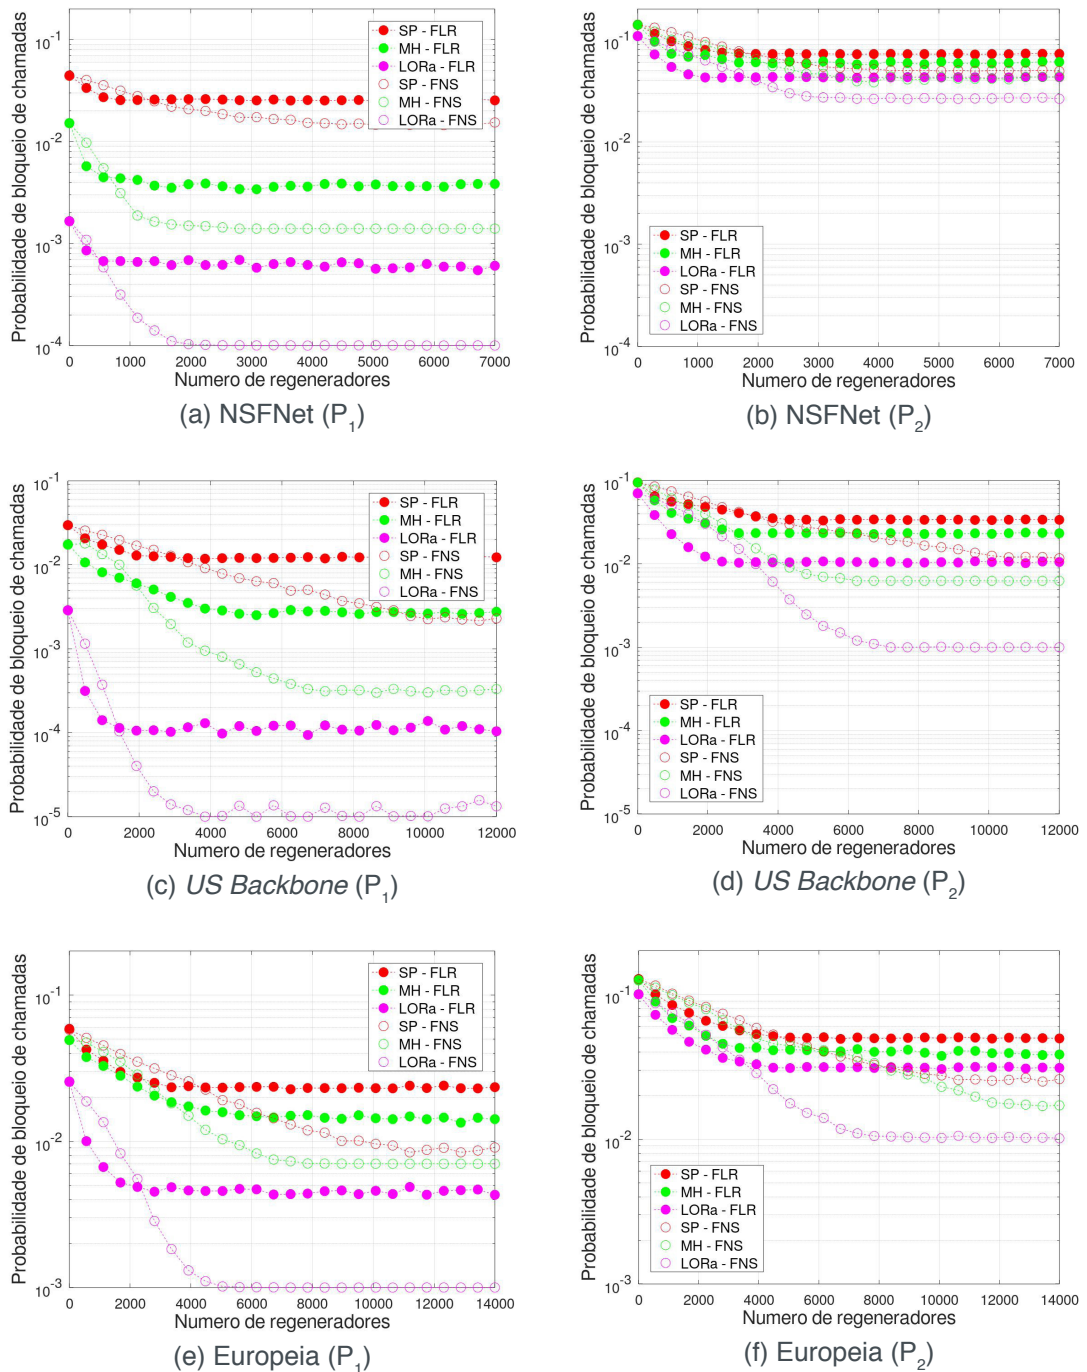 Probabilidade de bloqueio de chamadas
10^-1
10^-2
10^-3
10^-4
0 1000 2000 3000 4000 5000 6000 7000
Numero de regeneradores
SP - FLR
MH - FLR
LORa - FLR
SP - FNS
MH - FNS
LORa - FNS
(a) NSFNet (P_1)
Probabilidade de bloqueio de chamadas
10^-1
10^-2
10^-3
10^-4
0 1000 2000 3000 4000 5000 6000 7000
Numero de regeneradores
SP - FLR
MH - FLR
LORa - FLR
SP - FNS
MH - FNS
LORa - FNS
(b) NSFNet (P_2)
Probabilidade de bloqueio de chamadas
10^-1
10^-2
10^-3
10^-4
10^-5
0 2000 4000 6000 8000 10000 12000
Numero de regeneradores
SP - FLR
MH - FLR
LORa - FLR
SP - FNS
MH - FNS
LORa - FNS
(c) US Backbone (P_1)
Probabilidade de bloqueio de chamadas
10^-1
10^-2
10^-3
10^-4
10^-5
0 2000 4000 6000 8000 10000 12000
Numero de regeneradores
SP - FLR
MH - FLR
LORa - FLR
SP - FNS
MH - FNS
LORa - FNS
(d) US Backbone (P_2)
Probabilidade de bloqueio de chamadas
10^-1
10^-2
10^-3
0 2000 4000 6000 8000 10000 12000 14000
Numero de regeneradores
SP - FLR
MH - FLR
LORa - FLR
SP - FNS
MH - FNS
LORa - FNS
(e) Europeia (P_1)
Probabilidade de bloqueio de chamadas
10^-1
10^-2
10^-3
0 2000 4000 6000 8000 10000 12000 14000
Numero de regeneradores
SP - FLR
MH - FLR
LORa - FLR
SP - FNS
MH - FNS
LORa - FNS
(f) Europeia (P_2)